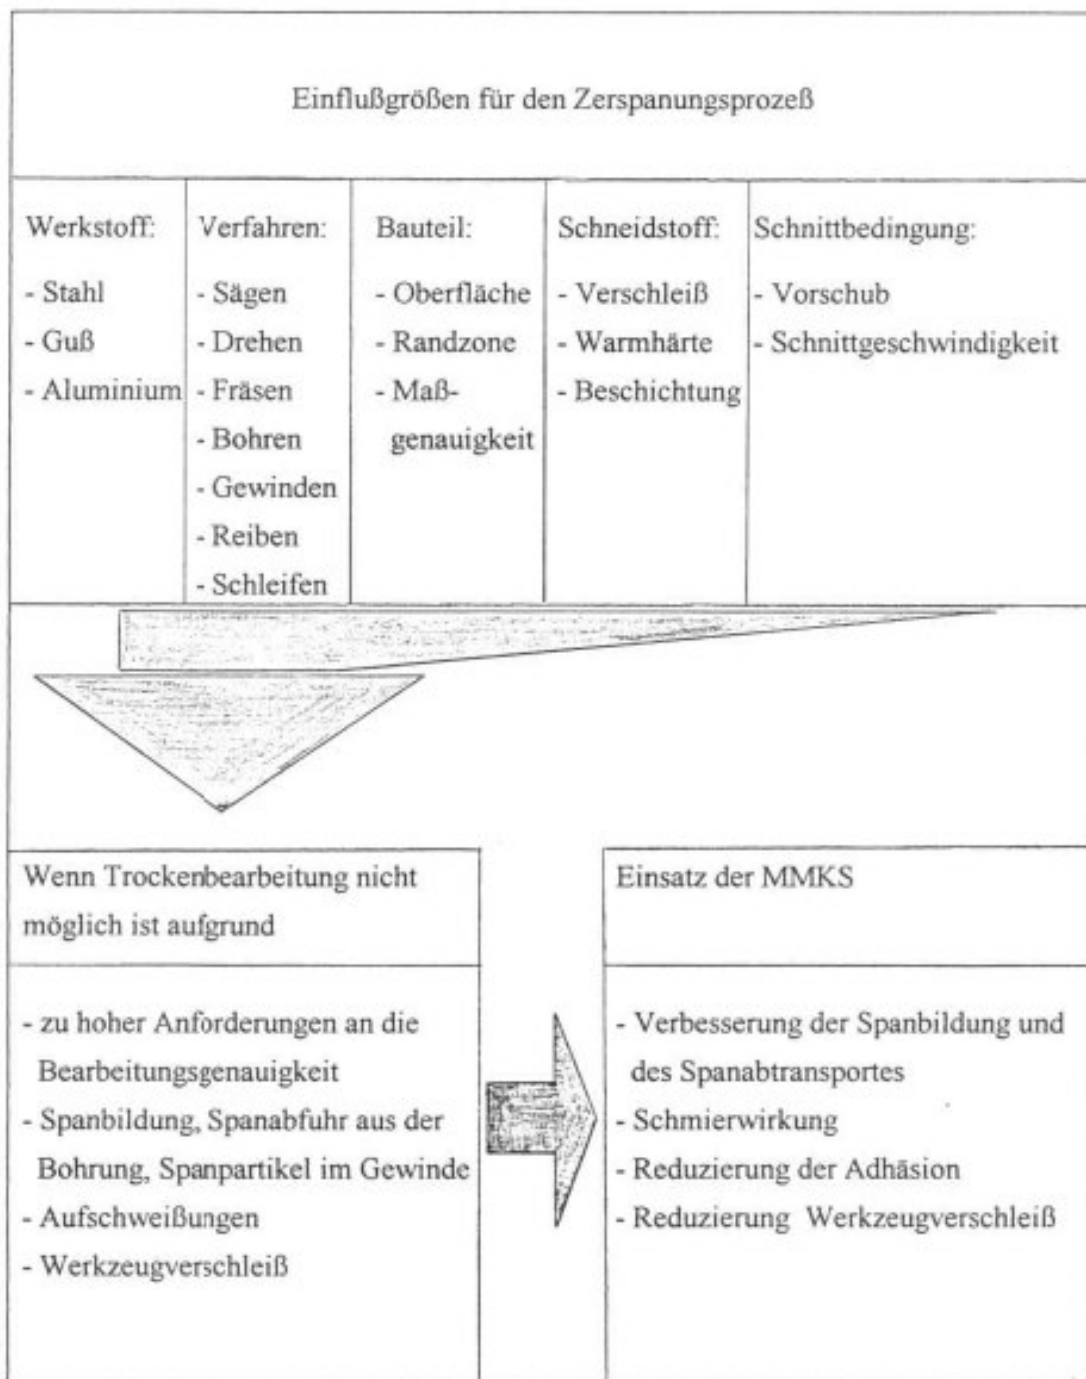 Einflußgrößen für den Zerspanungsprozeß
Werkstoff:
- Stahl
- Guß
- Aluminium
Verfahren:
- Sägen
- Drehen
- Fräsen
- Bohren
- Gewinden
- Reiben
- Schleifen
Bauteil:
- Oberfläche
- Randzone
- Maß-
genauigkeit
Schneidstoff:
- Verschleiß
- Warmhärte
- Beschichtung
Schnittbedingung:
- Vorschub
- Schnittgeschwindigkeit
Wenn Trockenbearbeitung nicht
möglich ist aufgrund
- zu hoher Anforderungen an die
Bearbeitungsgenauigkeit
- Spanbildung, Spanabfuhr aus der
Bohrung, Spanpartikel im Gewinde
- Aufschweißungen
- Werkzeugverschleiß
Einsatz der MMKS
- Verbesserung der Spanbildung und
des Spanabtransportes
- Schmierwirkung
- Reduzierung der Adhäsion
- Reduzierung Werkzeugverschleiß